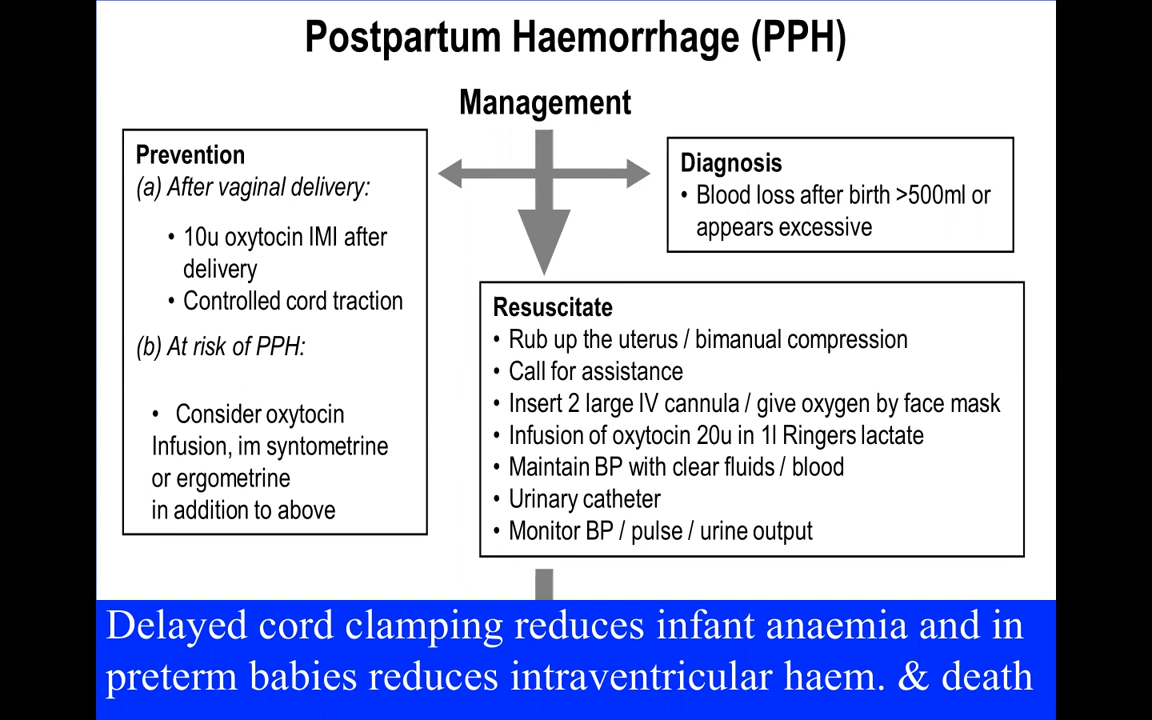 Postpartum Haemorrhage (PPH)
Management
Prevention
(a) After vaginal delivery:
• 10u oxytocin IMI after
delivery
• Controlled cord traction
(b) At risk of PPH:
• Consider oxytocin
Infusion, im syntometrine
or ergometrine
in addition to above
Diagnosis
• Blood loss after birth >500ml or
appears excessive
Resuscitate
• Rub up the uterus / bimanual compression
• Call for assistance
• Insert 2 large IV cannula / give oxygen by face mask
• Infusion of oxytocin 20u in 1l Ringers lactate
• Maintain BP with clear fluids / blood
• Urinary catheter
• Monitor BP / pulse / urine output
Delayed cord clamping reduces infant anaemia and in
preterm babies reduces intraventricular haem. & death